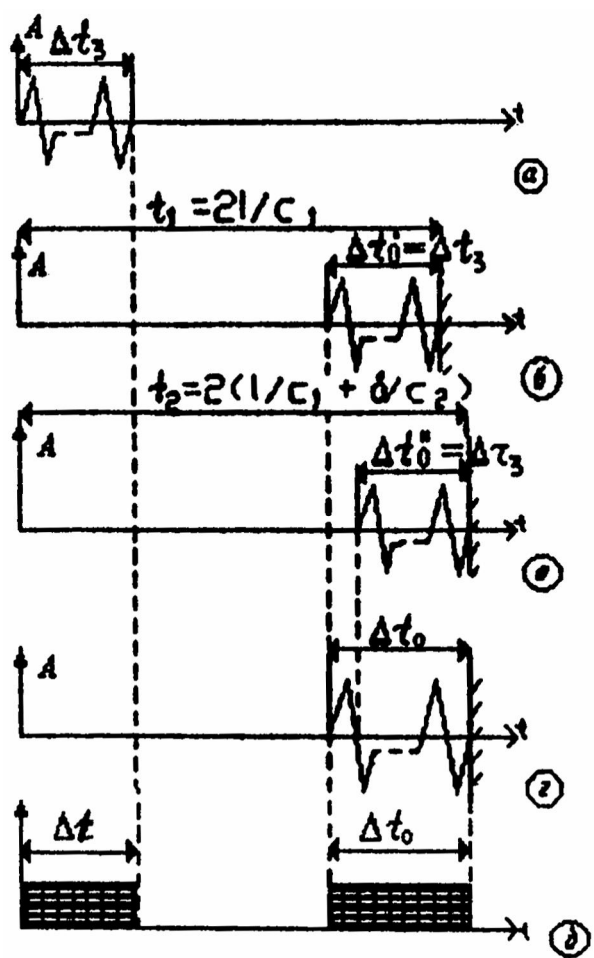 A Δt₃
t
а
t₁ =2l/c₁
A Δt₀' = Δt₃
t
б
t₂=2(l/c₁ + δ/c₂)
A Δt₀" = Δτ₃
t
в
A Δt₀
t
г
Δt Δt₀
t
д